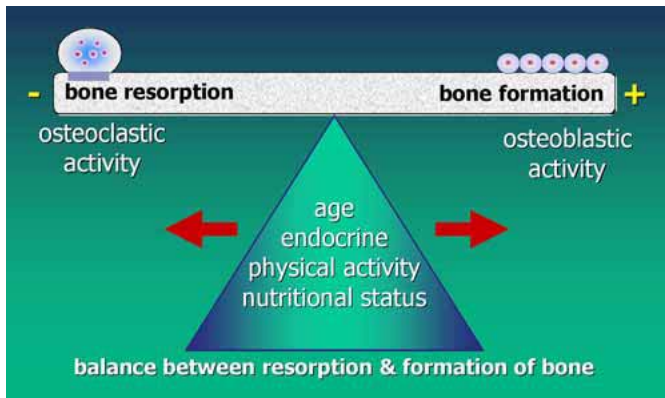 - bone resorption bone formation +
osteoclastic
activity
osteoblastic
activity
age
endocrine
physical activity
nutritional status
balance between resorption & formation of bone